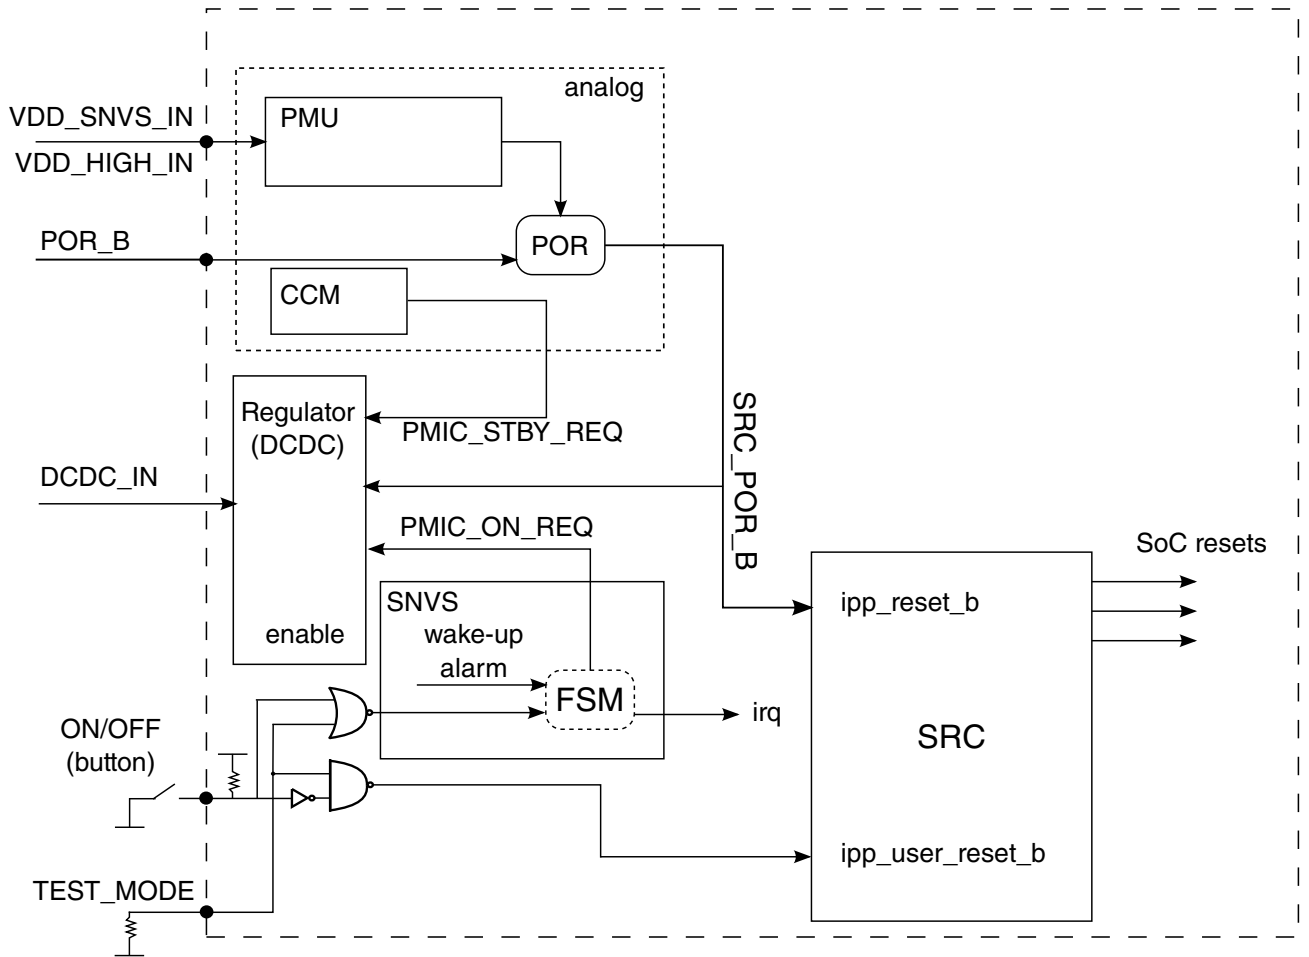 analog
VDD_SNVS_IN
VDD_HIGH_IN
PMU
POR_B
POR
CCM
Regulator
(DCDC)
PMIC_STBY_REQ
SRC_POR_B
DCDC_IN
PMIC_ON_REQ
SoC resets
SNVS
ipp_reset_b
wake-up
alarm
enable
FSM
irq
ON/OFF
(button)
SRC
ipp_user_reset_b
TEST_MODE